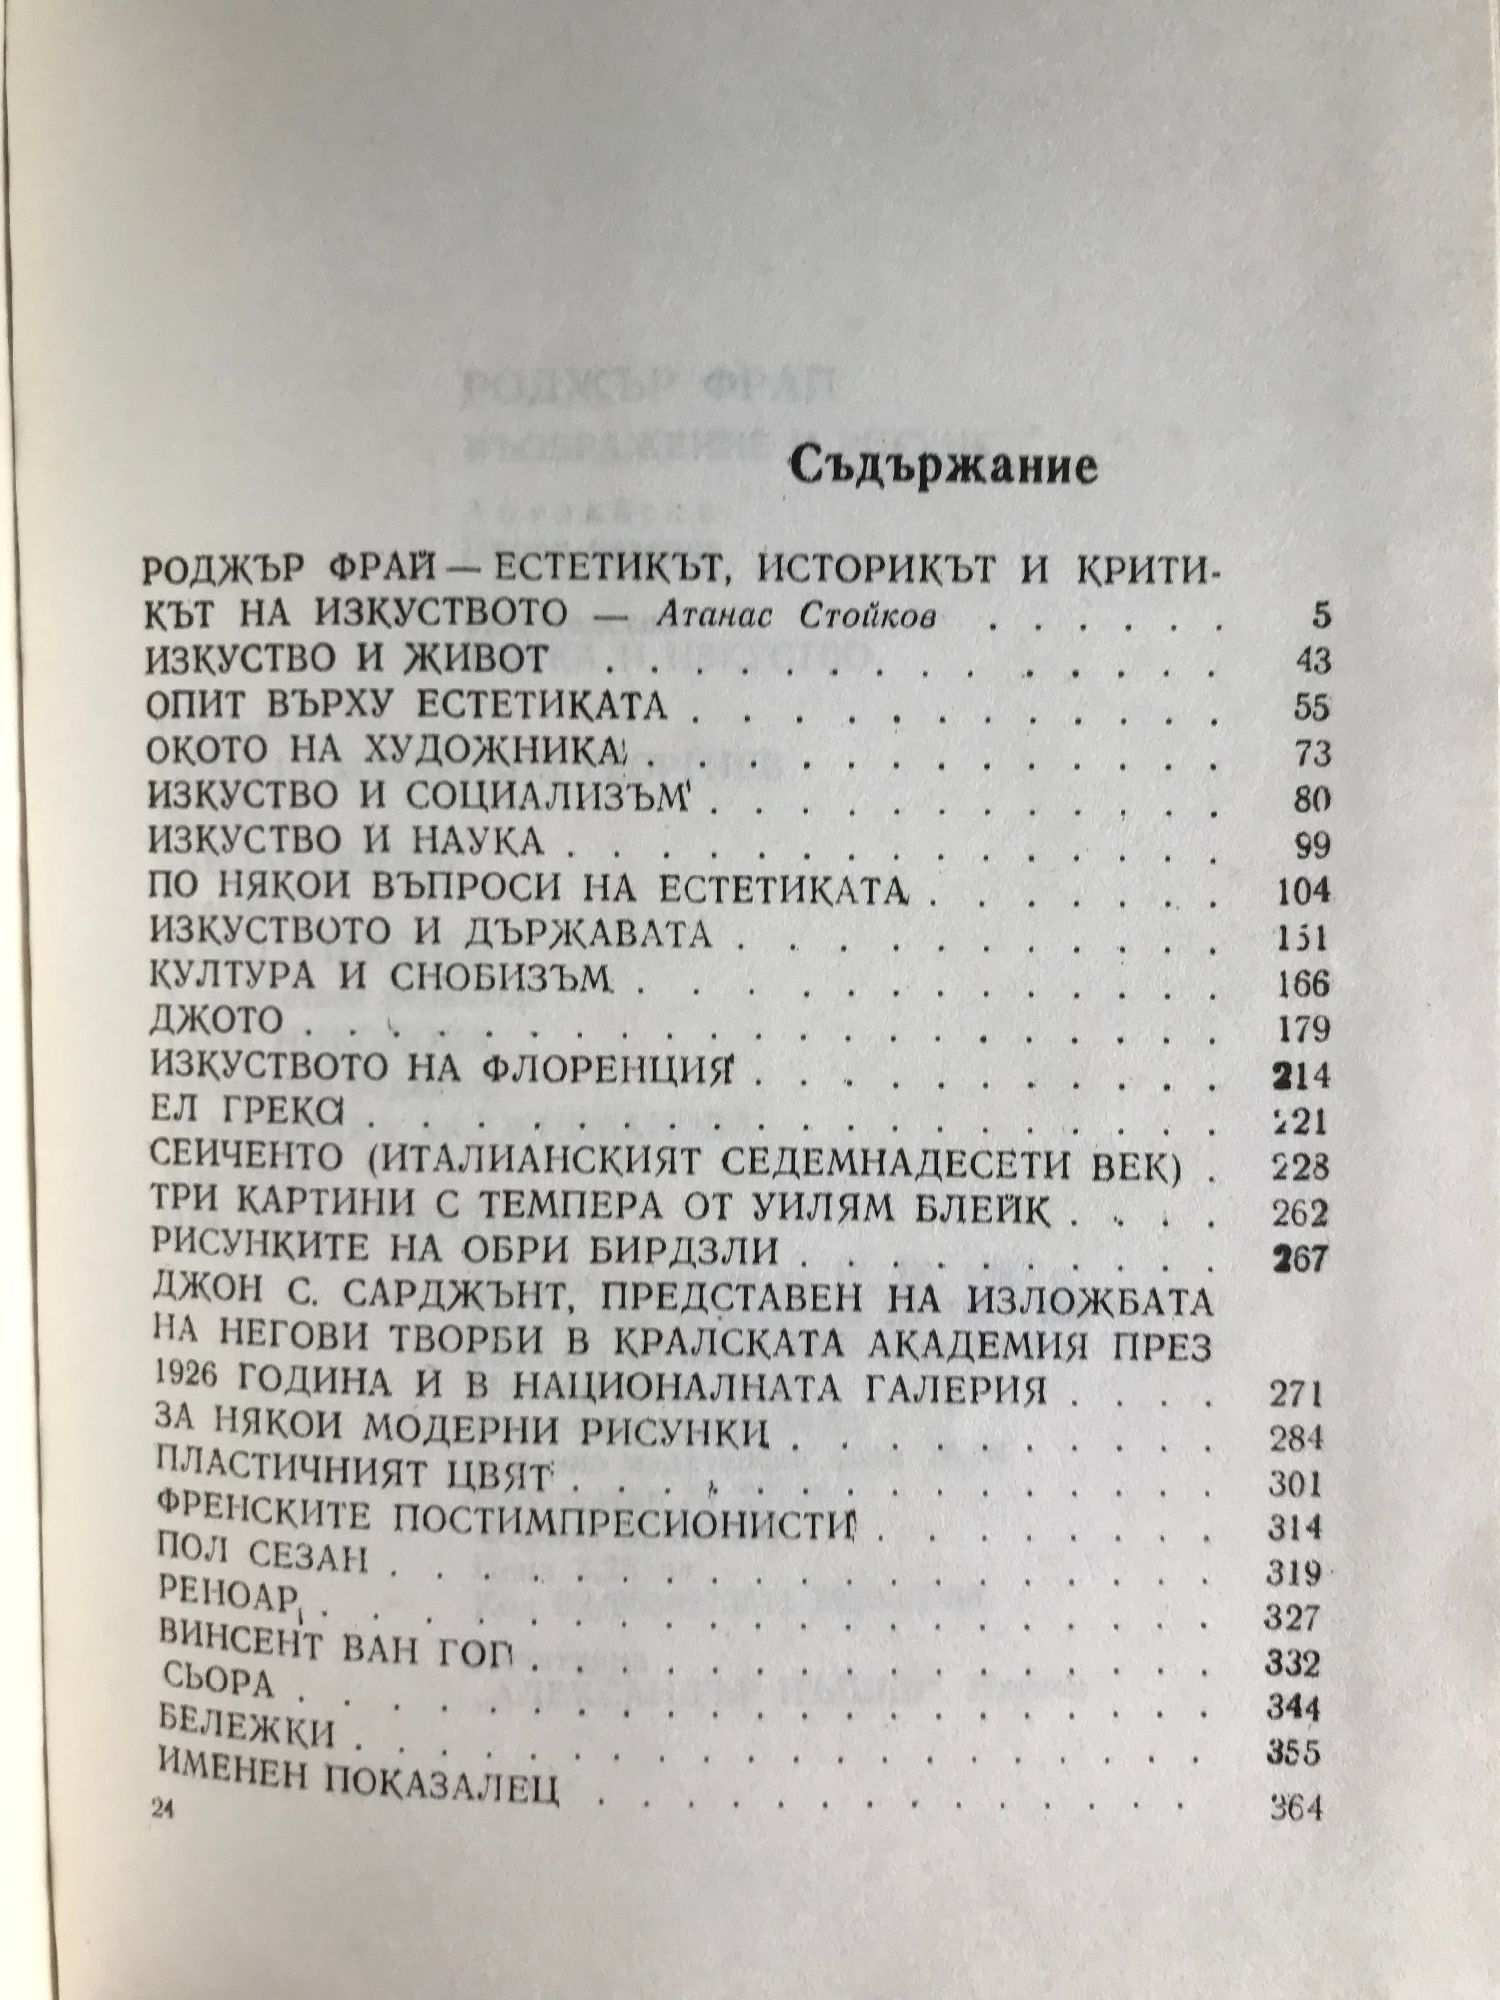 Съдържание
РОДЖЪР ФРАЙ — ЕСТЕТИКЪТ, ИСТОРИКЪТ И КРИТИ-
КЪТ НА ИЗКУСТВОТО — Атанас Стойков . . . . . . 5
ИЗКУСТВО И ЖИВОТ . . . . . . . . . . . . . . 43
ОПИТ ВЪРХУ ЕСТЕТИКАТА . . . . . . . . . . . . 55
ОКОТО НА ХУДОЖНИКА . . . . . . . . . . . . . 73
ИЗКУСТВО И СОЦИАЛИЗЪМ . . . . . . . . . . . . 80
ИЗКУСТВО И НАУКА . . . . . . . . . . . . . . . 99
ПО НЯКОИ ВЪПРОСИ НА ЕСТЕТИКАТА . . . . . . . 104
ИЗКУСТВОТО И ДЪРЖАВАТА . . . . . . . . . . . 151
КУЛТУРА И СНОБИЗЪМ . . . . . . . . . . . . . 166
ДЖОТО . . . . . . . . . . . . . . . . . . . . . 179
ИЗКУСТВОТО НА ФЛОРЕНЦИЯ . . . . . . . . . . . 214
ЕЛ ГРЕКО . . . . . . . . . . . . . . . . . . . 221
СЕИЧЕНТО (ИТАЛИАНСКИЯТ СЕДЕМНАДЕСЕТИ ВЕК) . 228
ТРИ КАРТИНИ С ТЕМПЕРА ОТ УИЛЯМ БЛЕЙК . . . . 262
РИСУНКИТЕ НА ОБРИ БИРДЗЛИ . . . . . . . . . . 267
ДЖОН С. САРДЖЪНТ, ПРЕДСТАВЕН НА ИЗЛОЖБАТА
НА НЕГОВИ ТВОРБИ В КРАЛСКАТА АКАДЕМИЯ ПРЕЗ
1926 ГОДИНА И В НАЦИОНАЛНАТА ГАЛЕРИЯ . . . . 271
ЗА НЯКОИ МОДЕРНИ РИСУНКИ . . . . . . . . . . 284
ПЛАСТИЧНИЯТ ЦВЯТ . . . . . . . . . . . . . . . 301
ФРЕНСКИТЕ ПОСТИМПРЕСИОНИСТИ . . . . . . . . 314
ПОЛ СЕЗАН . . . . . . . . . . . . . . . . . . . 319
РЕНОАР . . . . . . . . . . . . . . . . . . . . 327
ВИНСЕНТ ВАН ГОГ . . . . . . . . . . . . . . . . 332
СЬОРА . . . . . . . . . . . . . . . . . . . . . 344
БЕЛЕЖКИ . . . . . . . . . . . . . . . . . . . . 355
ИМЕНЕН ПОКАЗАЛЕЦ . . . . . . . . . . . . . . 364
24